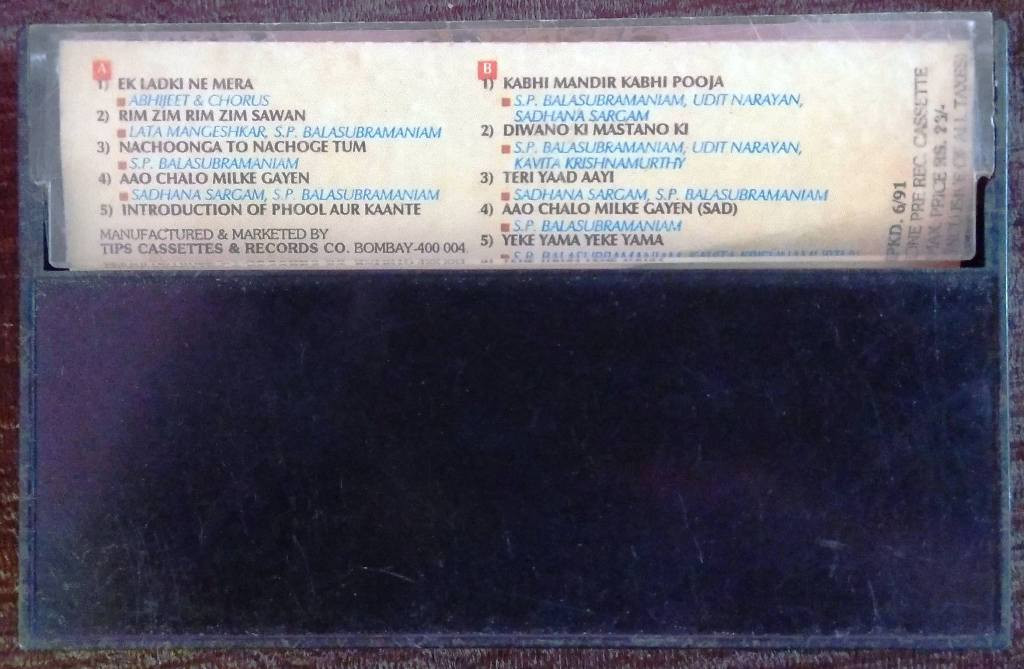 A
1) EK LADKI NE MERA
ABHIJEET & CHORUS
2) RIM ZIM RIM ZIM SAWAN
LATA MANGESHKAR, S.P. BALASUBRAMANIAM
3) NACHOONGA TO NACHOGE TUM
S.P. BALASUBRAMANIAM
4) AAO CHALO MILKE GAYEN
SADHANA SARGAM, S.P. BALASUBRAMANIAM
5) INTRODUCTION OF PHOOL AUR KAANTE
MANUFACTURED & MARKETED BY
TIPS CASSETTES & RECORDS CO. BOMBAY-400 004
B
1) KABHI MANDIR KABHI POOJA
S.P. BALASUBRAMANIAM, UDIT NARAYAN,
SADHANA SARGAM
2) DIWANO KI MASTANO KI
S.P. BALASUBRAMANIAM, UDIT NARAYAN,
KAVITA KRISHNAMURTHY
3) TERI YAAD AAYI
SADHANA SARGAM, S.P. BALASUBRAMANIAM
4) AAO CHALO MILKE GAYEN (SAD)
S.P. BALASUBRAMANIAM
5) YEKE YAMA YEKE YAMA
S.P. BALASUBRAMANIAM, KAVITA KRISHNAMURTHY
PKD. 6/91
ONE PRE REC. CASSETTE
MAX. PRICE RS. 23/-
(INCLUSIVE OF ALL TAXES)